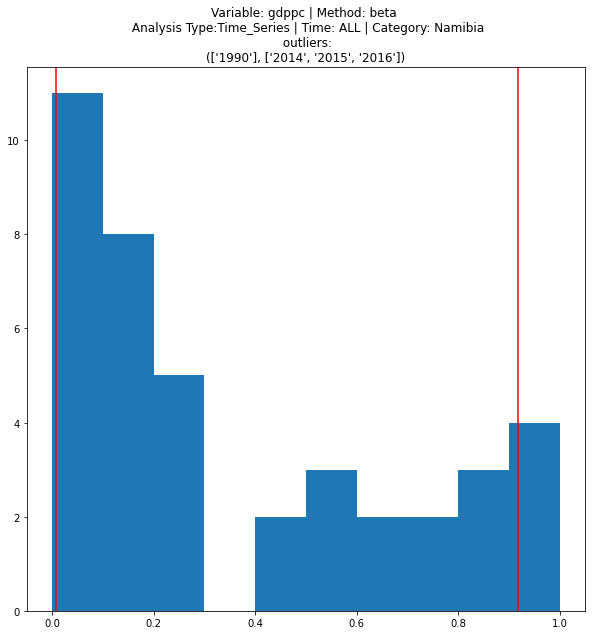 Variable: gdppc | Method: beta
Analysis Type:Time_Series | Time: ALL | Category: Namibia
outliers:
(['1990'], ['2014', '2015', '2016'])
10
8
6
4
2
0
0.0 0.2 0.4 0.6 0.8 1.0